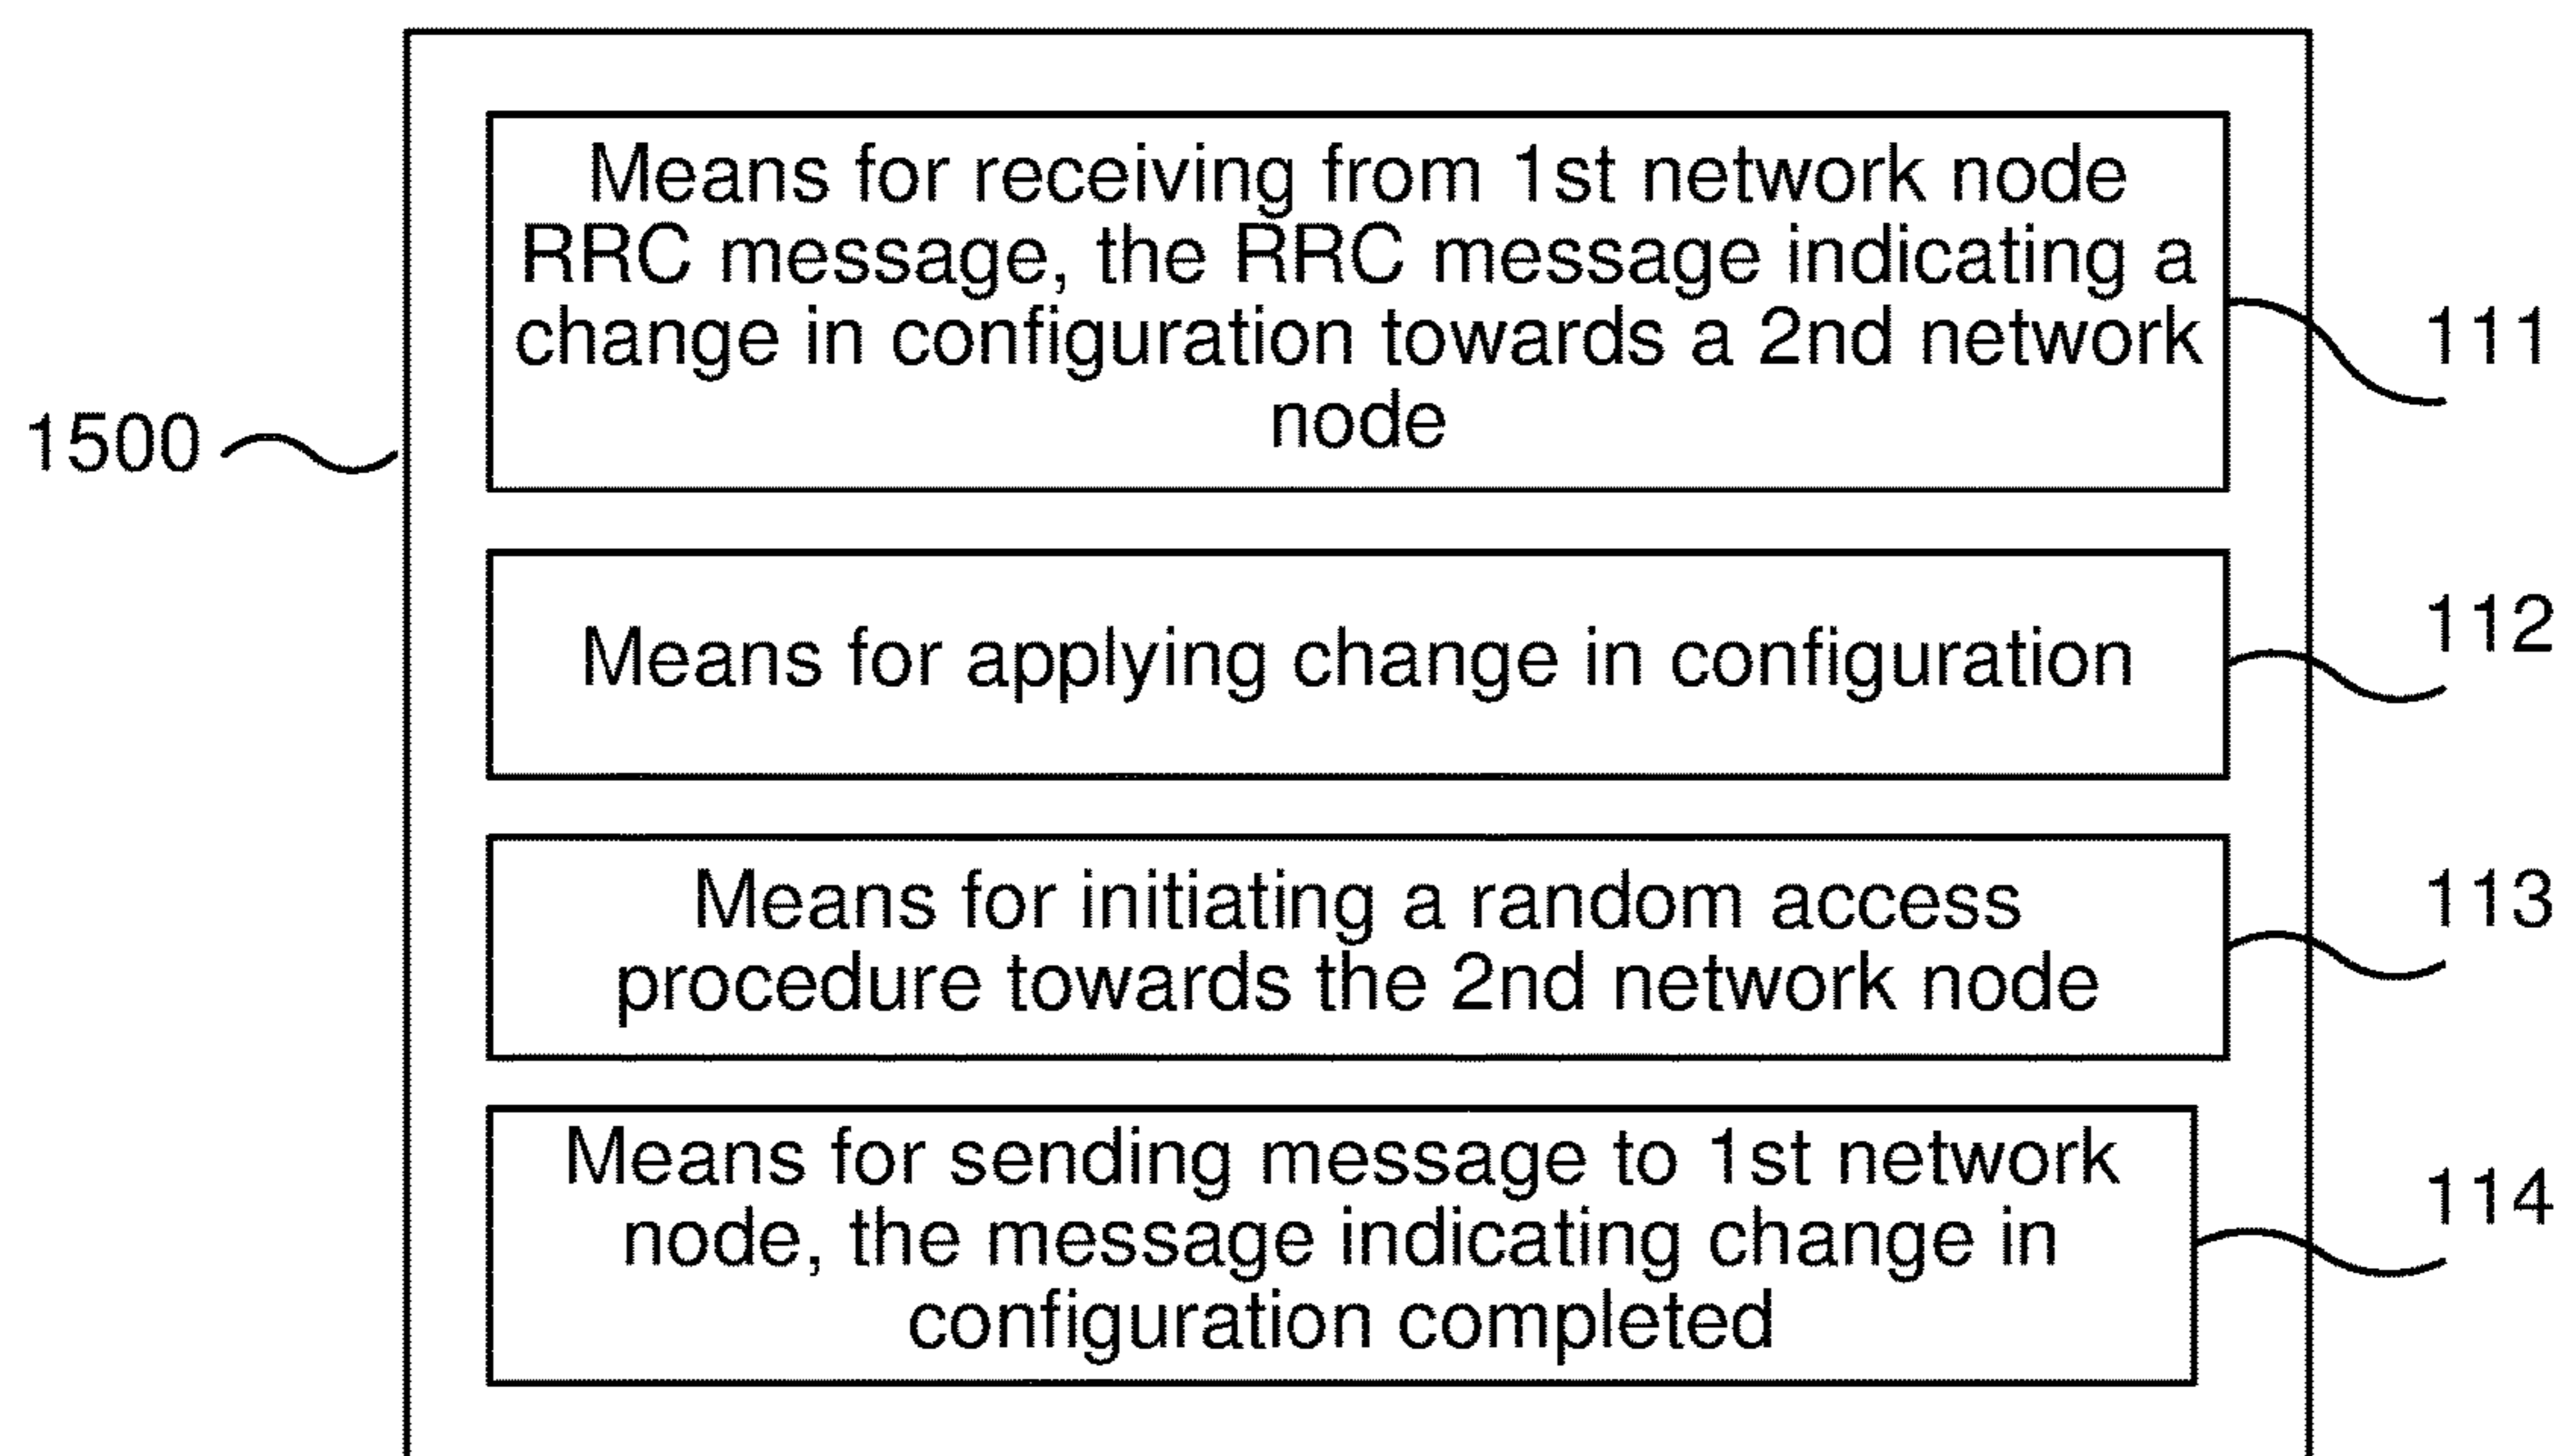 Means for receiving from 1st network node
RRC message, the RRC message indicating a
change in configuration towards a 2nd network
node
111
1500
Means for applying change in configuration
112
Means for initiating a random access
procedure towards the 2nd network node
113
Means for sending message to 1st network
node, the message indicating change in
configuration completed
114